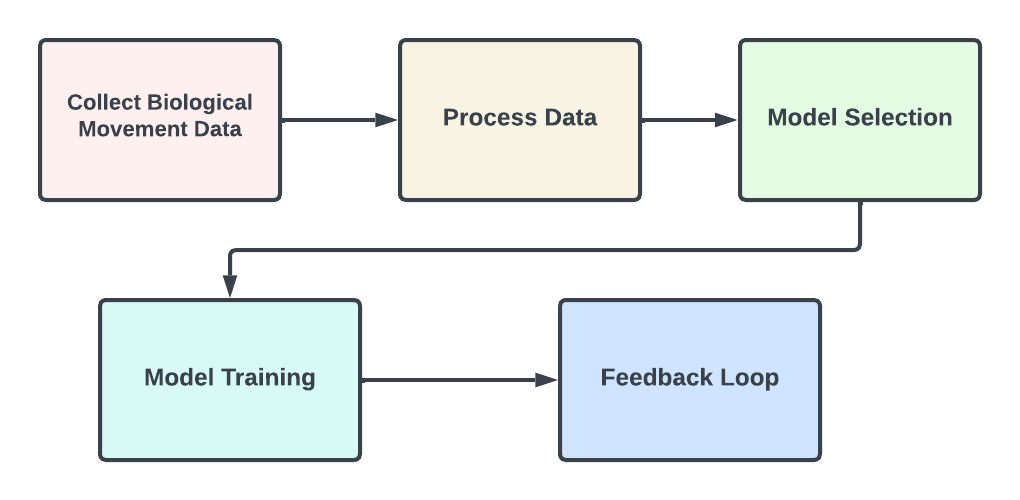 Collect Biological
Movement Data
Process Data
Model Selection
Model Training
Feedback Loop